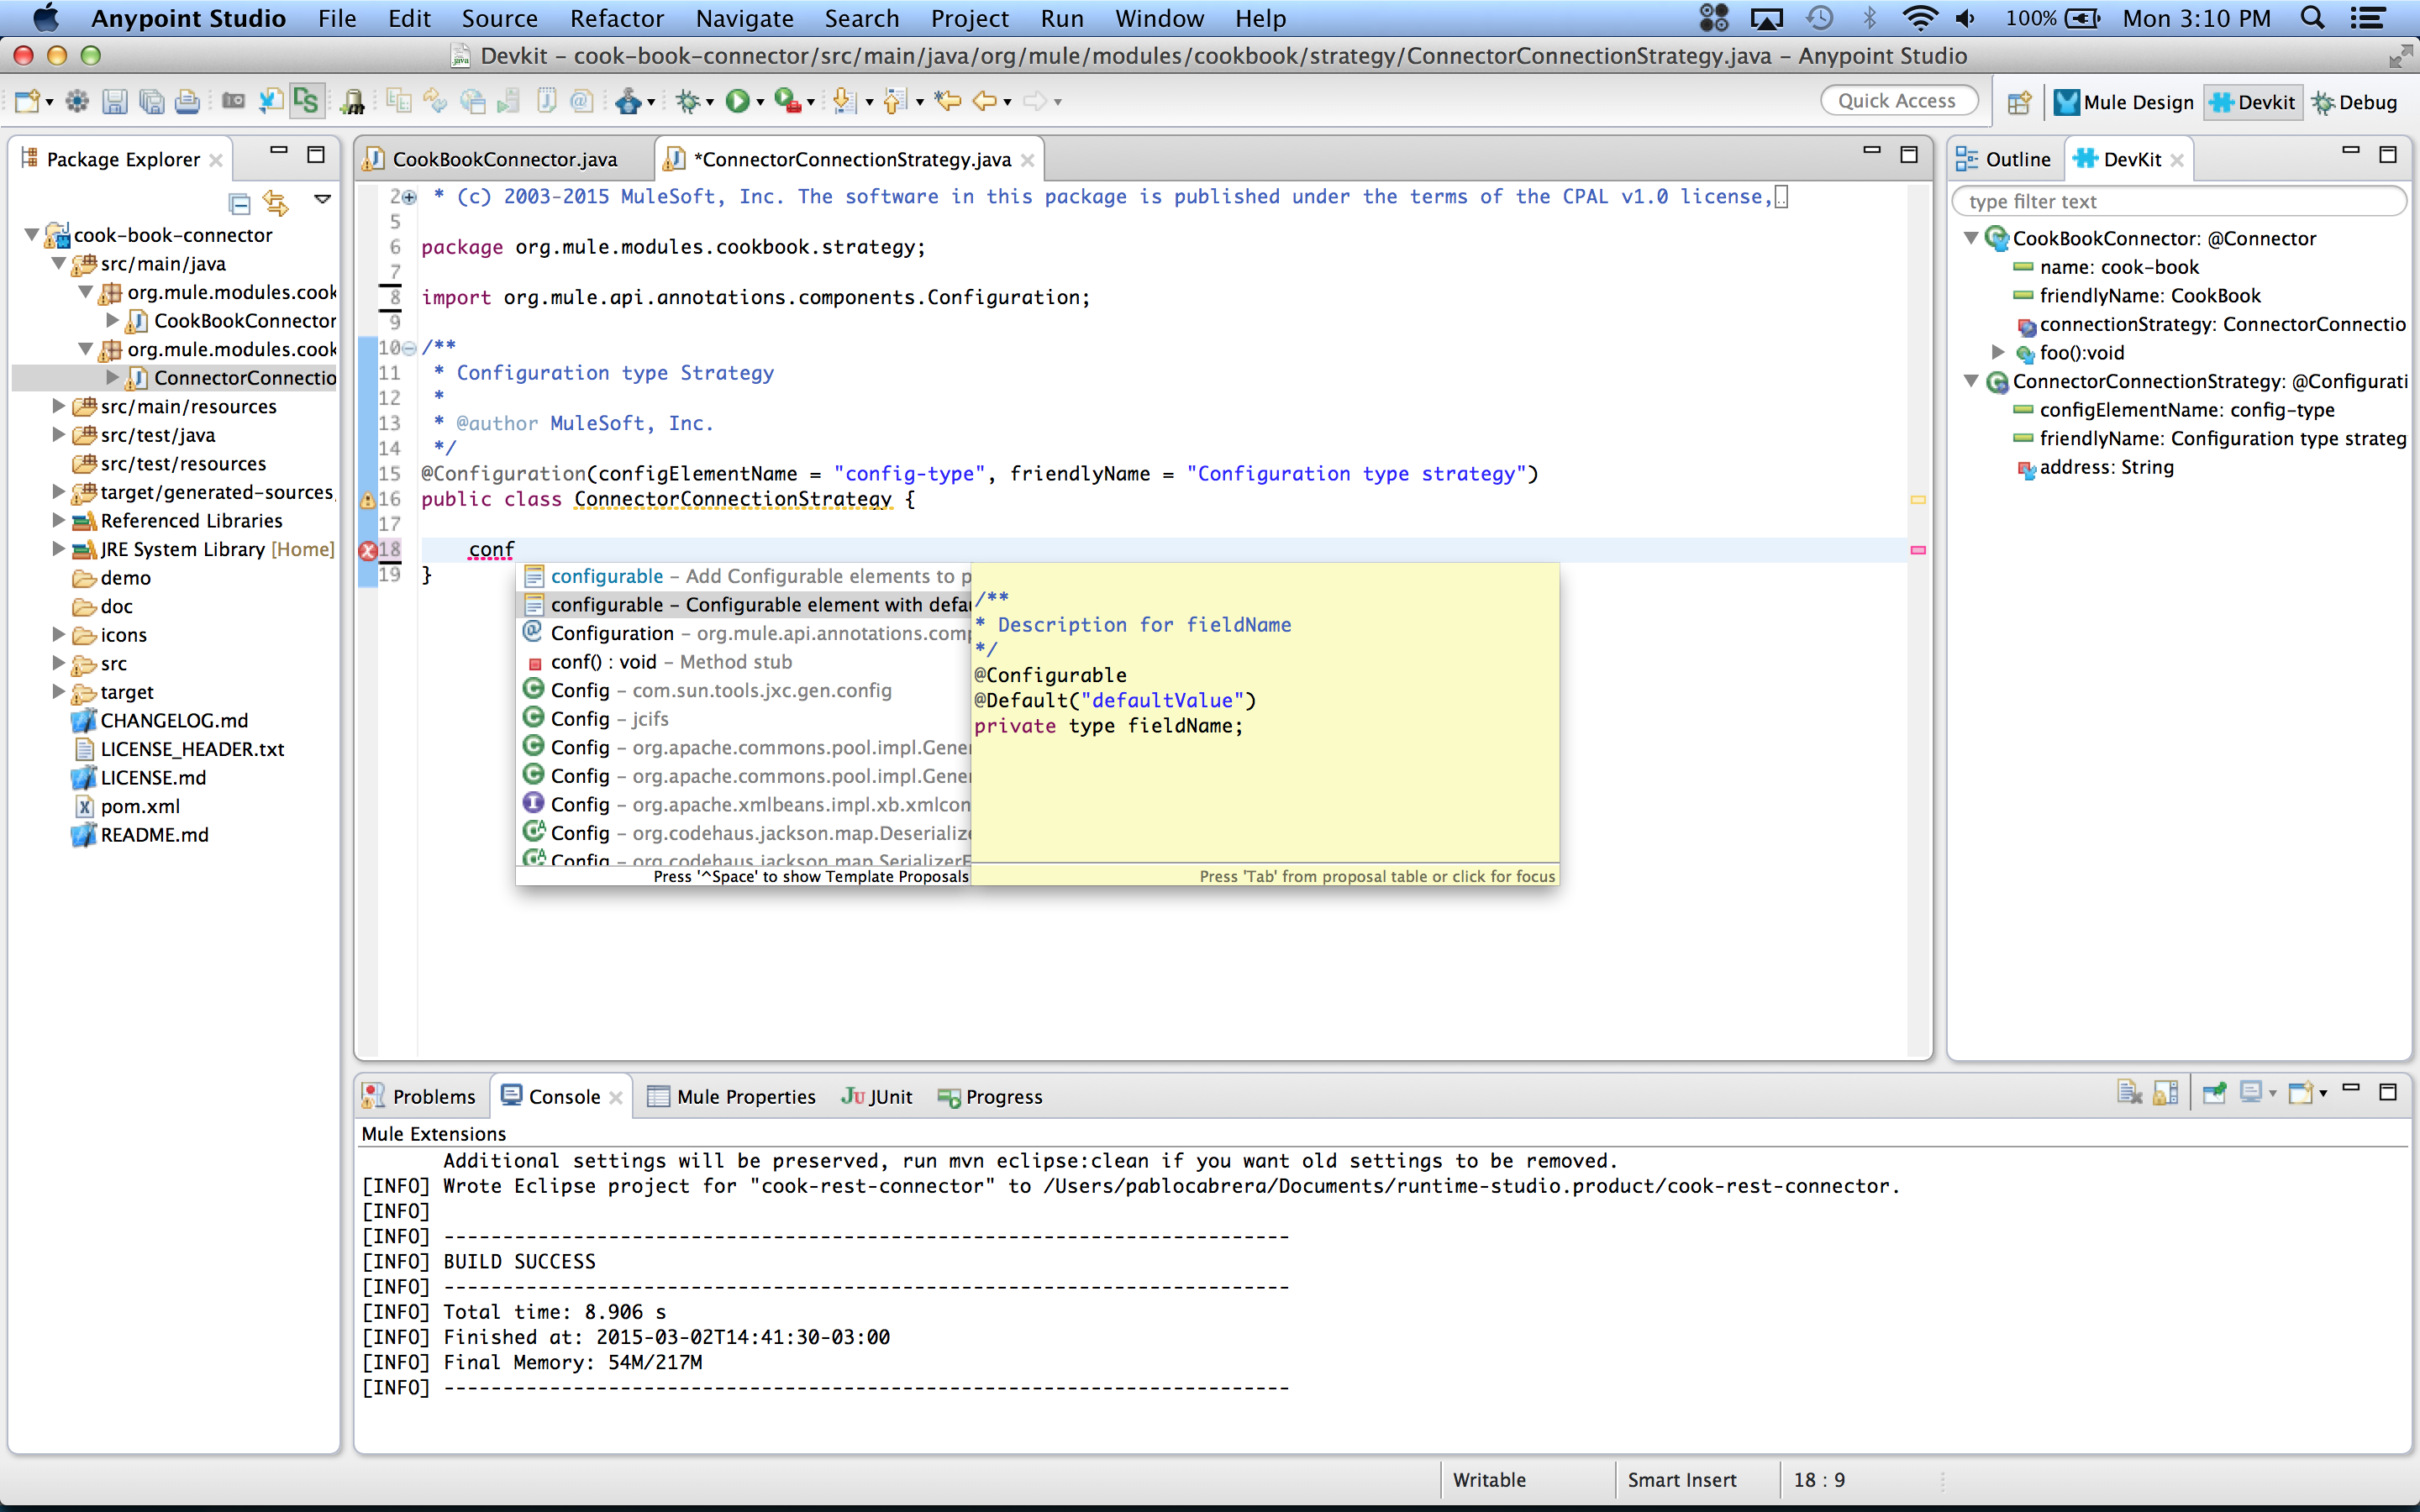 Anypoint Studio File Edit Source Refactor Navigate Search Project Run Window Help 100% Mon 3:10 PM
Devkit – cook-book-connector/src/main/java/org/mule/modules/cookbook/strategy/ConnectorConnectionStrategy.java – Anypoint Studio
Quick Access Mule Design Devkit Debug
Package Explorer
cook-book-connector
src/main/java
org.mule.modules.cook
CookBookConnector
org.mule.modules.cook
ConnectorConnectio
src/main/resources
src/test/java
src/test/resources
target/generated-sources
Referenced Libraries
JRE System Library [Home]
demo
doc
icons
src
target
CHANGELOG.md
LICENSE_HEADER.txt
LICENSE.md
pom.xml
README.md
CookBookConnector.java *ConnectorConnectionStrategy.java
2 * (c) 2003-2015 MuleSoft, Inc. The software in this package is published under the terms of the CPAL v1.0 license,
5
6 package org.mule.modules.cookbook.strategy;
7
8 import org.mule.api.annotations.components.Configuration;
9
10 /**
11 * Configuration type Strategy
12 *
13 * @author MuleSoft, Inc.
14 */
15 @Configuration(configElementName = "config-type", friendlyName = "Configuration type strategy")
16 public class ConnectorConnectionStrategy {
17
18 conf
19 }
configurable – Add Configurable elements to p
configurable – Configurable element with defau
Configuration – org.mule.api.annotations.comp
conf() : void – Method stub
Config – com.sun.tools.jxc.gen.config
Config – jcifs
Config – org.apache.commons.pool.impl.Gener
Config – org.apache.commons.pool.impl.Gener
Config – org.apache.xmlbeans.impl.xb.xmlcon
Config – org.codehaus.jackson.map.Deserialize
Config – org.codehaus.jackson.map.SerializerF
Press '^Space' to show Template Proposals
/**
* Description for fieldName
*/
@Configurable
@Default("defaultValue")
private type fieldName;
Press 'Tab' from proposal table or click for focus
Outline DevKit
type filter text
CookBookConnector: @Connector
name: cook-book
friendlyName: CookBook
connectionStrategy: ConnectorConnectio
foo():void
ConnectorConnectionStrategy: @Configurati
configElementName: config-type
friendlyName: Configuration type strateg
address: String
Problems Console Mule Properties JUnit Progress
Mule Extensions
Additional settings will be preserved, run mvn eclipse:clean if you want old settings to be removed.
[INFO] Wrote Eclipse project for "cook-rest-connector" to /Users/pablocabrera/Documents/runtime-studio.product/cook-rest-connector.
[INFO]
[INFO] ------------------------------------------------------------------------
[INFO] BUILD SUCCESS
[INFO] ------------------------------------------------------------------------
[INFO] Total time: 8.906 s
[INFO] Finished at: 2015-03-02T14:41:30-03:00
[INFO] Final Memory: 54M/217M
[INFO] ------------------------------------------------------------------------
Writable Smart Insert 18 : 9